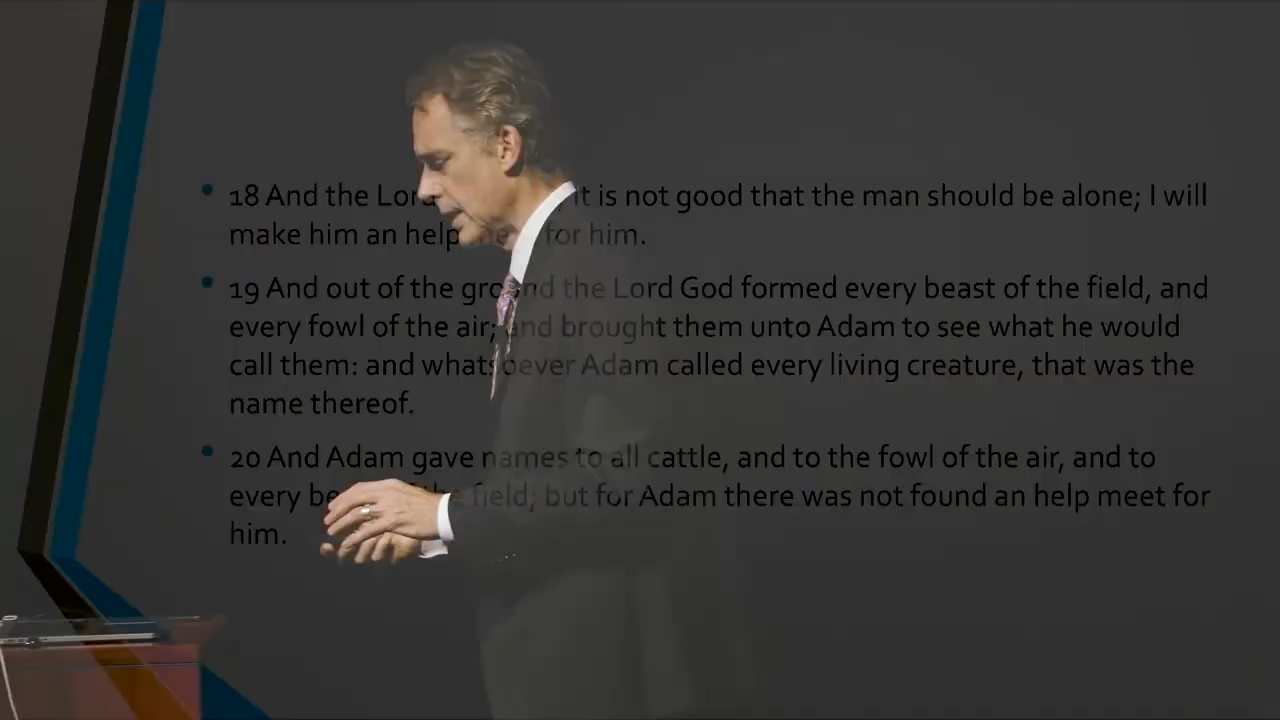 18 And the it is not good that the man should be alone; I will
make him an help for him.
19 And out of the ground the Lord God formed every beast of the field, and
every fowl of the air; and brought them unto Adam to see what he would
call them: and whatsoever Adam called every living creature, that was the
name thereof.
20 And Adam gave names to all cattle, and to the fowl of the air, and to
every the field; but for Adam there was not found an help meet for
him.